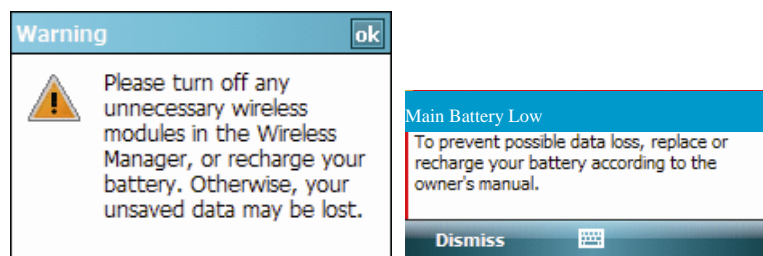 Warning ok
Please turn off any
unnecessary wireless
modules in the Wireless
Manager, or recharge your
battery. Otherwise, your
unsaved data may be lost.
Main Battery Low
To prevent possible data loss, replace or
recharge your battery according to the
owner's manual.
Dismiss